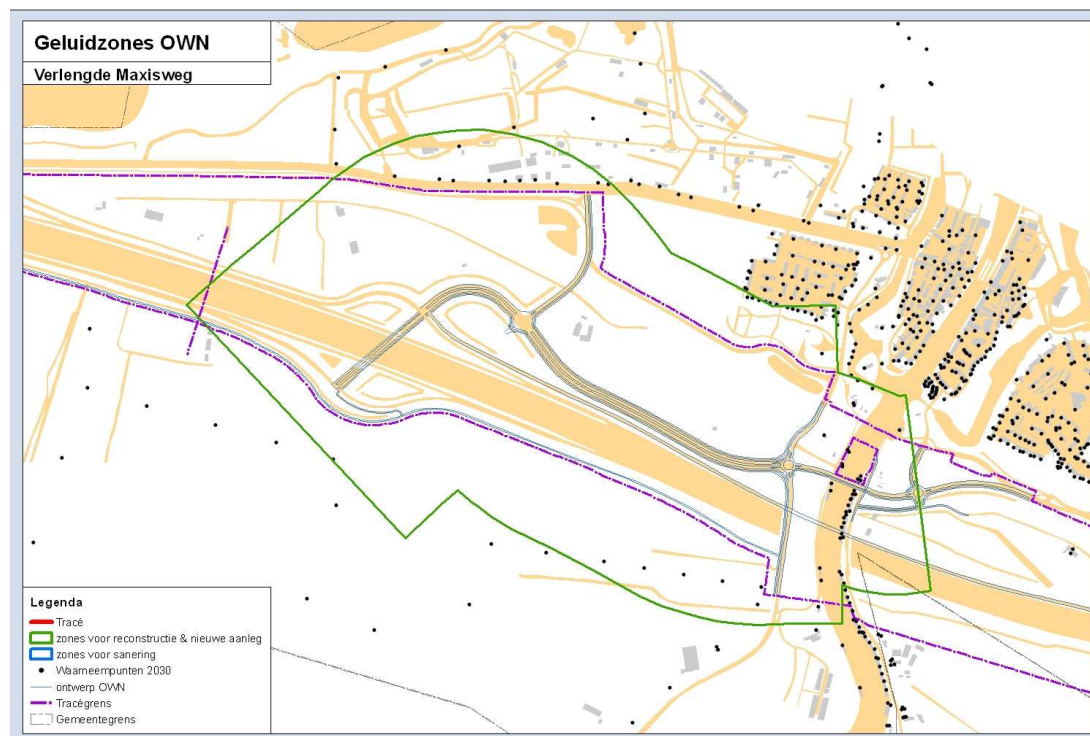 Geluidzones OWN
Verlengde Maxisweg
Legenda
Tracé
zones voor reconstructie & nieuwe aanleg
zones voor sanering
Waarneempunten 2030
ontwerp OWN
Tracégrens
Gemeentegrens